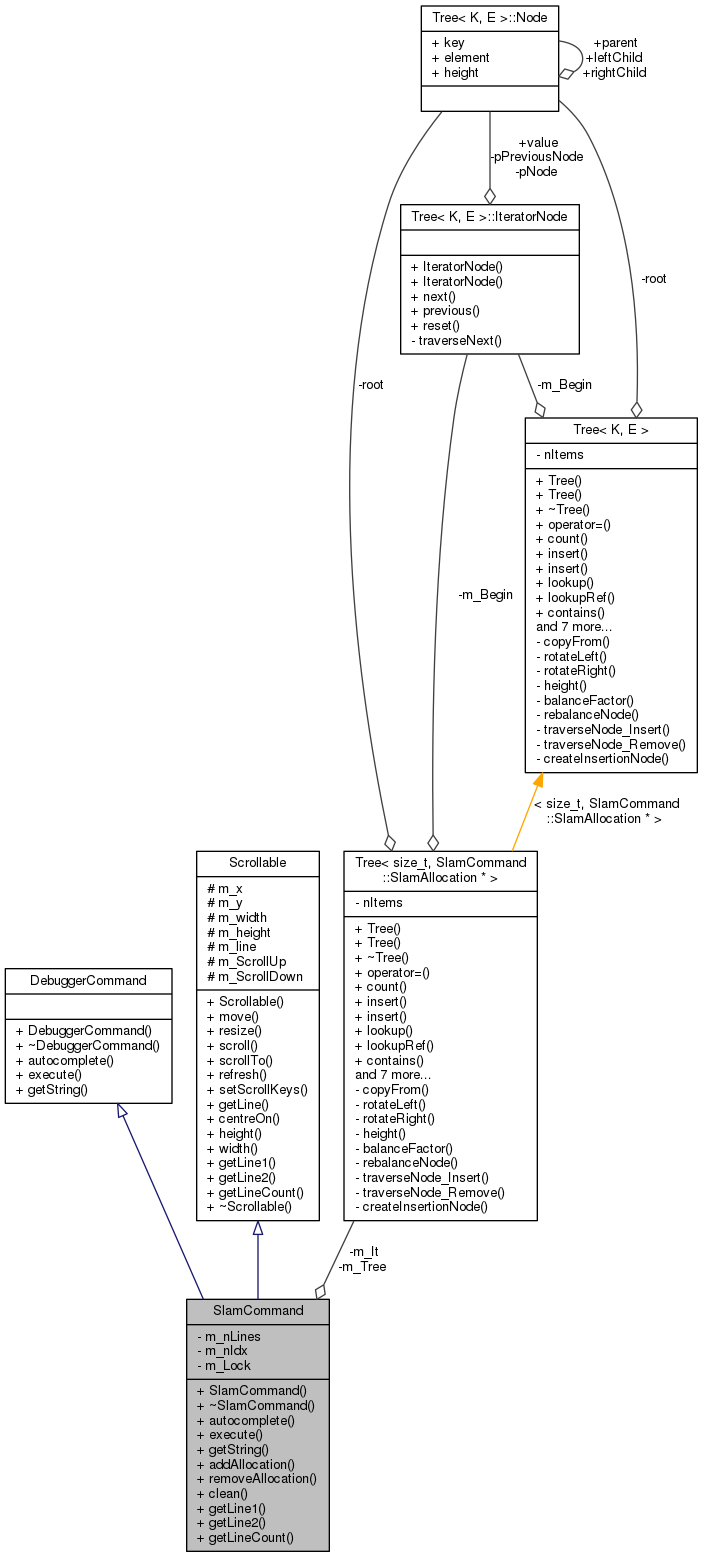 Tree< K, E >::Node
+ key
+ element
+ height
+parent
+leftChild
+rightChild
+value
-pPreviousNode
-pNode
Tree< K, E >::IteratorNode
+ IteratorNode()
+ IteratorNode()
+ next()
+ previous()
+ reset()
- traverseNext()
-root
-root
-m_Begin
Tree< K, E >
- nItems
+ Tree()
+ Tree()
+ ~Tree()
+ operator=()
+ count()
+ insert()
+ insert()
+ lookup()
+ lookupRef()
+ contains()
and 7 more...
- copyFrom()
- rotateLeft()
- rotateRight()
- height()
- balanceFactor()
- rebalanceNode()
- traverseNode_Insert()
- traverseNode_Remove()
- createInsertionNode()
-m_Begin
< size_t, SlamCommand
::SlamAllocation * >
Tree< size_t, SlamCommand
::SlamAllocation * >
- nItems
+ Tree()
+ Tree()
+ ~Tree()
+ operator=()
+ count()
+ insert()
+ insert()
+ lookup()
+ lookupRef()
+ contains()
and 7 more...
- copyFrom()
- rotateLeft()
- rotateRight()
- height()
- balanceFactor()
- rebalanceNode()
- traverseNode_Insert()
- traverseNode_Remove()
- createInsertionNode()
Scrollable
# m_x
# m_y
# m_width
# m_height
# m_line
# m_ScrollUp
# m_ScrollDown
+ Scrollable()
+ move()
+ resize()
+ scroll()
+ scrollTo()
+ refresh()
+ setScrollKeys()
+ getLine()
+ centreOn()
+ height()
+ width()
+ getLine1()
+ getLine2()
+ getLineCount()
+ ~Scrollable()
DebuggerCommand
+ DebuggerCommand()
+ ~DebuggerCommand()
+ autocomplete()
+ execute()
+ getString()
-m_It
-m_Tree
SlamCommand
- m_nLines
- m_nIdx
- m_Lock
+ SlamCommand()
+ ~SlamCommand()
+ autocomplete()
+ execute()
+ getString()
+ addAllocation()
+ removeAllocation()
+ clean()
+ getLine1()
+ getLine2()
+ getLineCount()